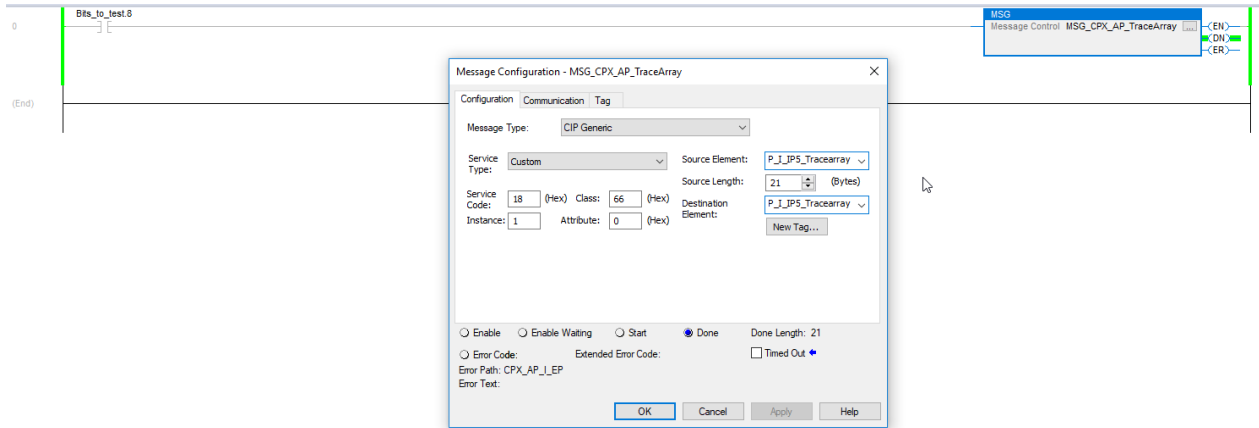 Bits_to_test.8
0
MSG
Message Control MSG_CPX_AP_TraceArray ...
EN
DN
ER
(End)
Message Configuration - MSG_CPX_AP_TraceArray
Configuration Communication Tag
Message Type: CIP Generic
Service Type: Custom
Source Element: P_I_IP5_Tracearray
Source Length: 21 (Bytes)
Service Code: 18 (Hex) Class: 66 (Hex)
Destination Element: P_I_IP5_Tracearray
Instance: 1 Attribute: 0 (Hex)
New Tag...
Enable Enable Waiting Start Done Done Length: 21
Error Code: Extended Error Code: Timed Out
Error Path: CPX_AP_I_EP
Error Text:
OK Cancel Apply Help